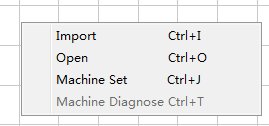 Import Ctrl+I
Open Ctrl+O
Machine Set Ctrl+J
Machine Diagnose Ctrl+T